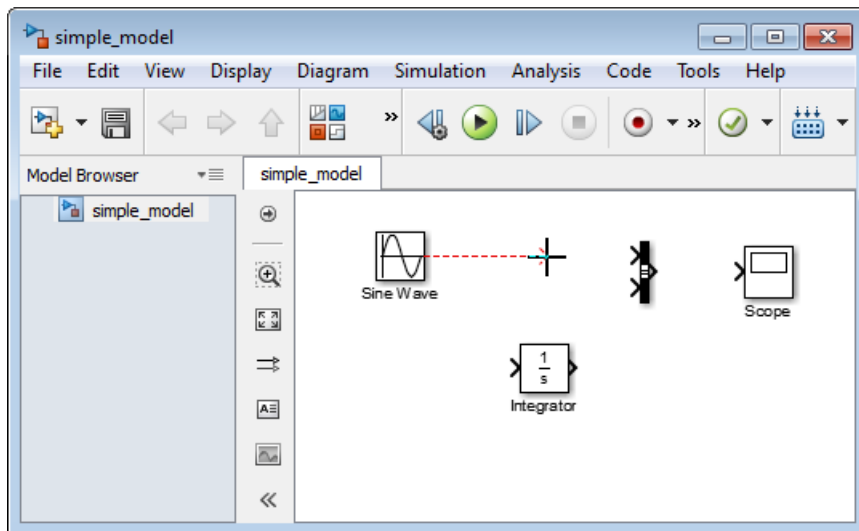 simple_model
File Edit View Display Diagram Simulation Analysis Code Tools Help
» »
Model Browser simple_model
simple_model
Sine Wave
Scope
1
s
Integrator